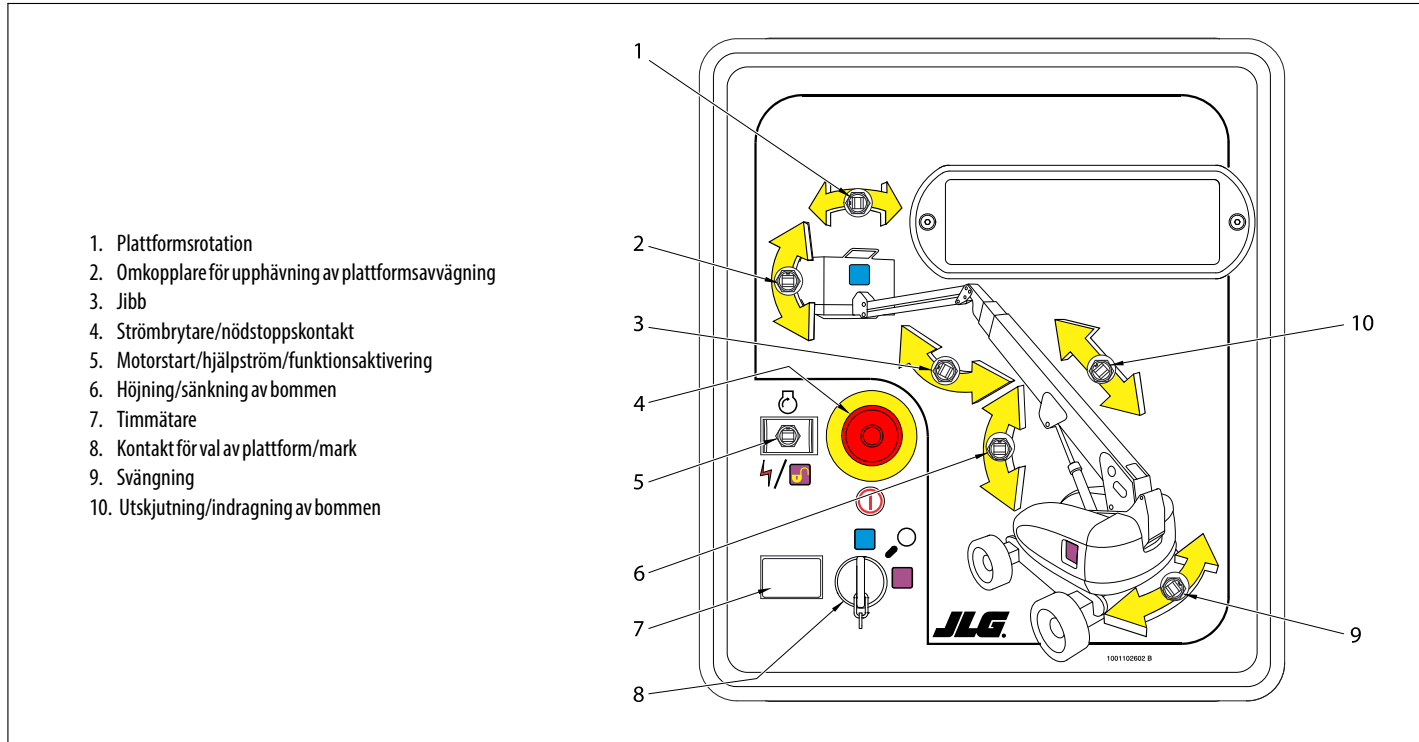 1. Plattformsrotation
2. Omkopplare för upphävning av plattformsavvägning
3. Jibb
4. Strömbrytare/nödstoppskontakt
5. Motorstart/hjälpström/funktionsaktivering
6. Höjning/sänkning av bommen
7. Timmätare
8. Kontakt för val av plattform/mark
9. Svängning
10. Utskjutning/indragning av bommen
1
2
3
4
5
6
7
8
9
10
JLG.
1001102602 B